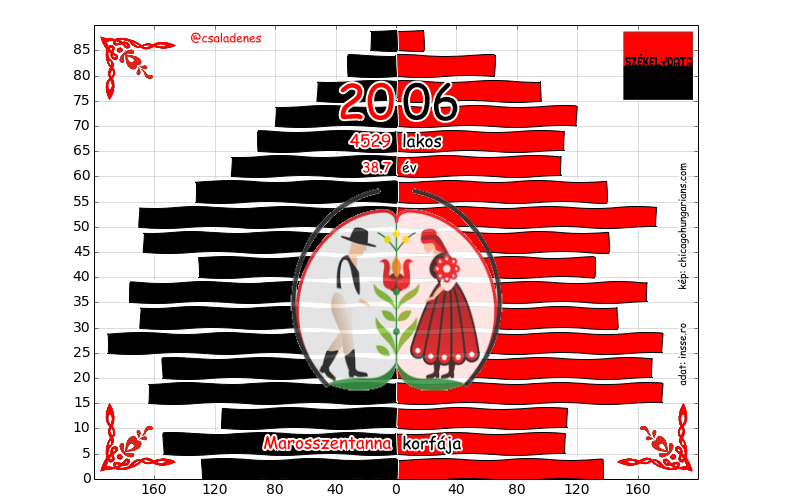 @csaladenes
SZÉKELYDATA
2006
4529 lakos
38.7 év
kép: chicagohungarians.com
adat: insse.ro
Marosszentanna korfája
85
80
75
70
65
60
55
50
45
40
35
30
25
20
15
10
5
0
160 120 80 40 0 40 80 120 160